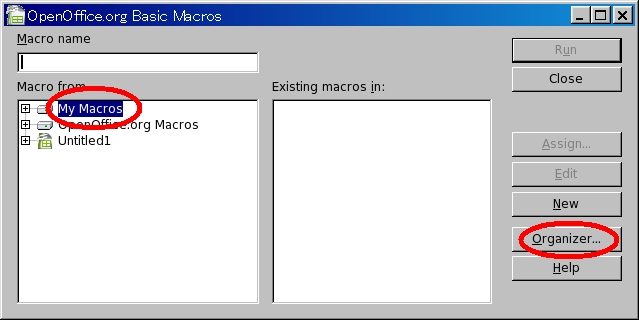 OpenOffice.org Basic Macros
Macro name
Run
Close
Macro from
Existing macros in:
My Macros
OpenOffice.org Macros
Untitled1
Assign...
Edit
New
Organizer...
Help